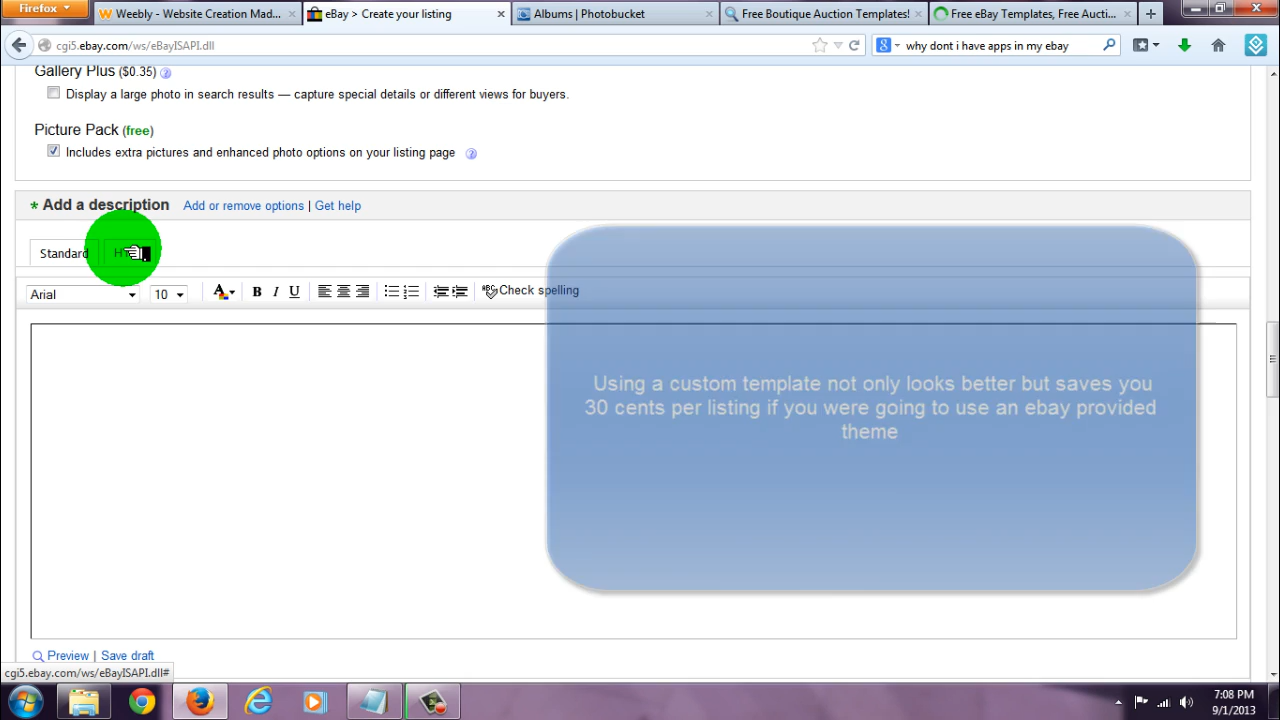 Firefox
Weebly - Website Creation Mad...
eBay > Create your listing
Albums | Photobucket
Free Boutique Auction Templates!
Free eBay Templates, Free Aucti...
cgi5.ebay.com/ws/eBayISAPI.dll
why dont i have apps in my ebay
Gallery Plus ($0.35)
Display a large photo in search results — capture special details or different views for buyers.
Picture Pack (free)
Includes extra pictures and enhanced photo options on your listing page
* Add a description Add or remove options | Get help
Standard
Arial 10 A B I U Check spelling
Using a custom template not only looks better but saves you
30 cents per listing if you were going to use an ebay provided
theme
Preview | Save draft
cgi5.ebay.com/ws/eBayISAPI.dll#
7:08 PM
9/1/2013